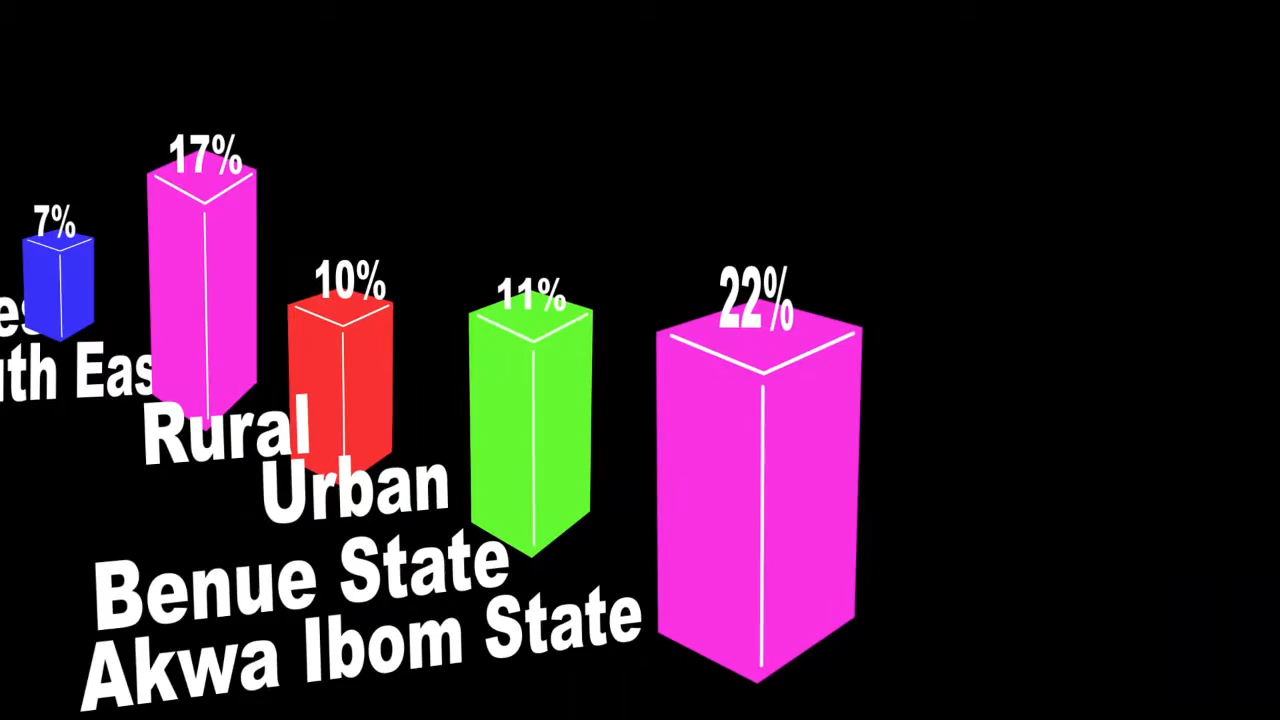 17%
7%
10%
11%
22%
Rural
Urban
Benue State
Akwa Ibom State